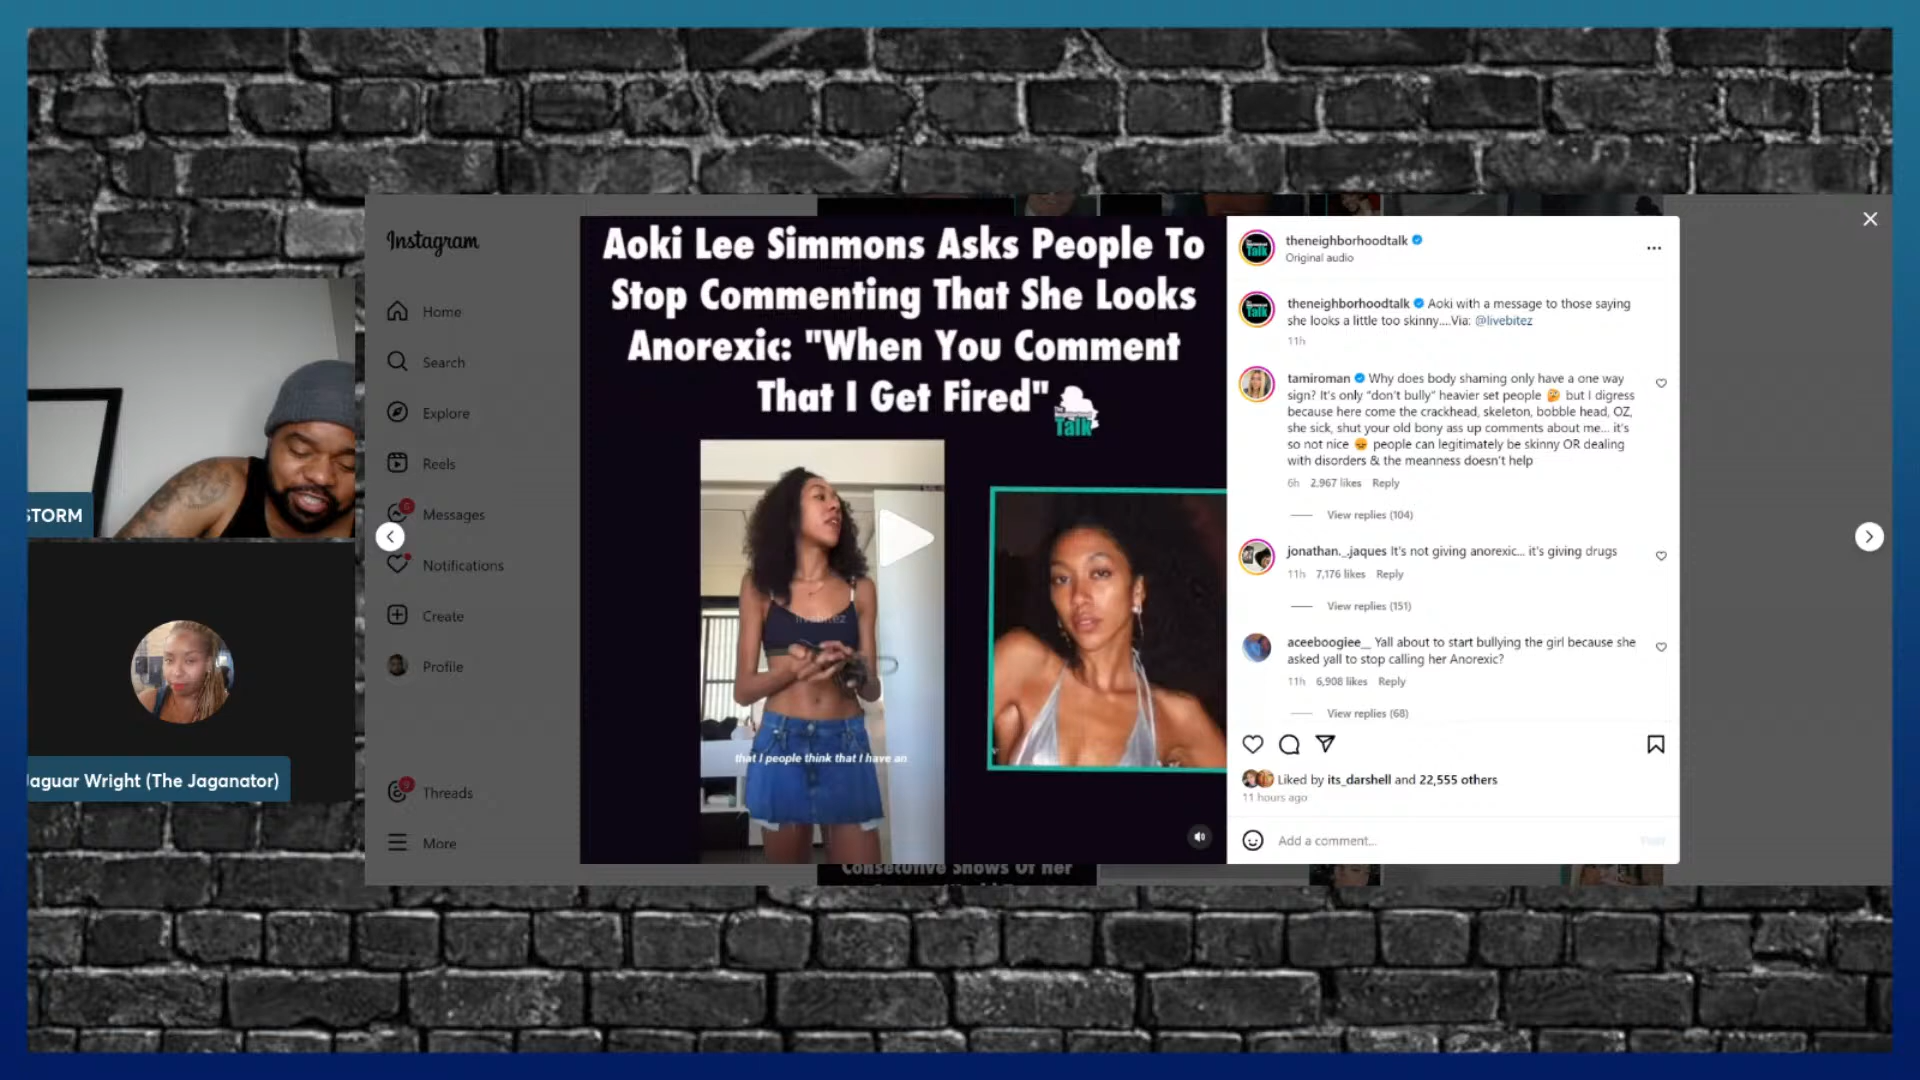 Instagram
Home
Search
Explore
Reels
Messages
Notifications
Create
Profile
Threads
More
STORM
Jaguar Wright (The Jaganator)
Aoki Lee Simmons Asks People To
Stop Commenting That She Looks
Anorexic: "When You Comment
That I Get Fired"
The Neighborhood
Talk
livebitez
that I people think that I have an
Consecutive Shows Of Her
theneighborhoodtalk
Original audio
theneighborhoodtalk Aoki with a message to those saying
she looks a little too skinny....Via: @livebitez
11h
tamiroman Why does body shaming only have a one way
sign? It's only "don't bully" heavier set people 🤔 but I digress
because here come the crackhead, skeleton, bobble head, OZ,
she sick, shut your old bony ass up comments about me... it's
so not nice 😡 people can legitimately be skinny OR dealing
with disorders & the meanness doesn't help
6h 2,967 likes Reply
View replies (104)
jonathan._.jaques It's not giving anorexic... it's giving drugs
11h 7,176 likes Reply
View replies (151)
aceeboogiee__ Yall about to start bullying the girl because she
asked yall to stop calling her Anorexic?
11h 6,908 likes Reply
View replies (68)
Liked by its_darshell and 22,555 others
11 hours ago
Add a comment...
Post